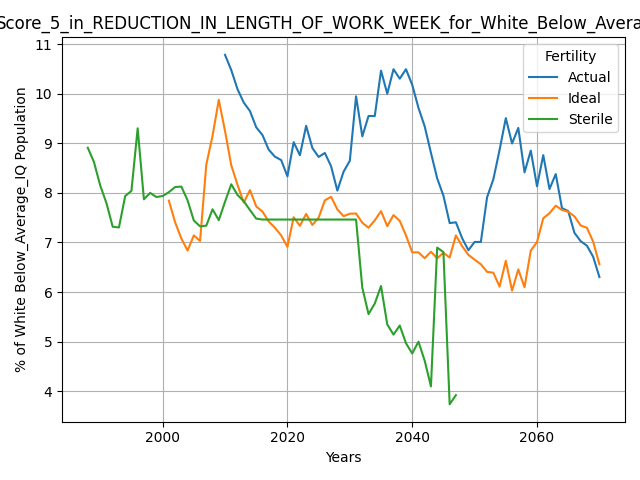 Score_5_in_REDUCTION_IN_LENGTH_OF_WORK_WEEK_for_White_Below_Avera
11
10
9
8
7
6
5
4
% of White Below_Average_IQ Population
Fertility
Actual
Ideal
Sterile
2000
2020
2040
2060
Years